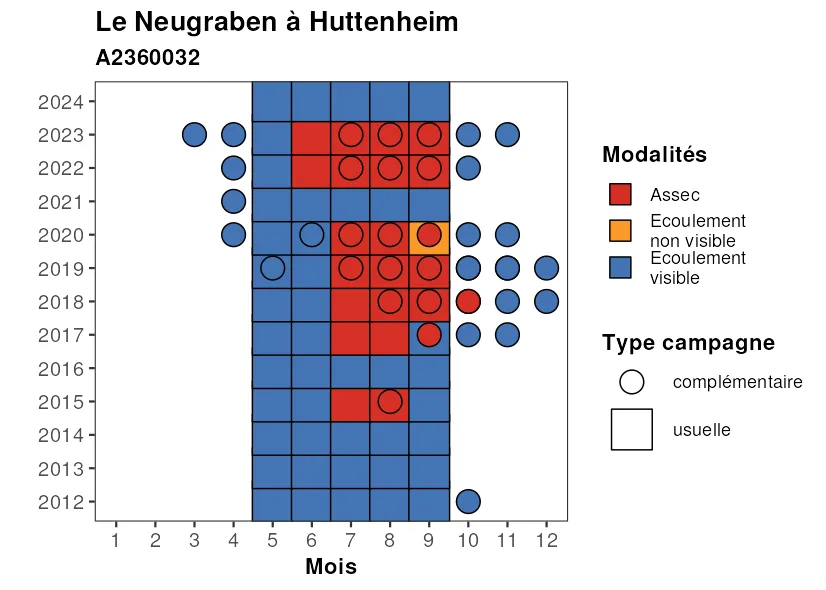 Le Neugraben à Huttenheim
A2360032
2024
2023
2022
2021
2020
2019
2018
2017
2016
2015
2014
2013
2012
1 2 3 4 5 6 7 8 9 10 11 12
Mois
Modalités
Assec
Ecoulement
non visible
Ecoulement
visible
Type campagne
complémentaire
usuelle